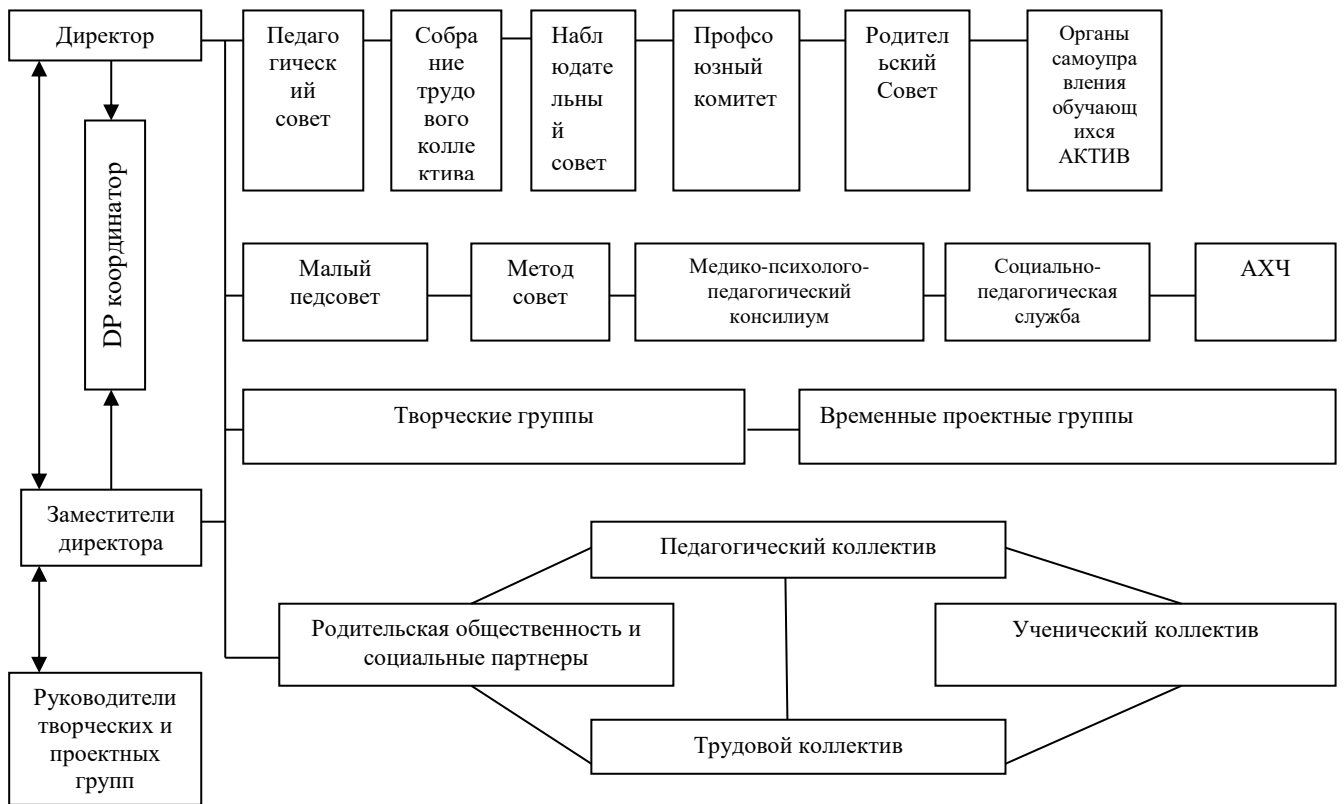 Директор
Педаго
гическ
ий
совет
Собра
ние
трудо
вого
колле
ктива
Набл
юдате
льны
й
совет
Профсо
юзный
комитет
Родител
ьский
Совет
Органы
самоупра
вления
обучающ
ихся
АКТИВ
DP координатор
Малый
педсовет
Метод
совет
Медико-психолого-
педагогический
консилиум
Социально-
педагогическая
служба
АХЧ
Творческие группы
Временные проектные группы
Заместители
директора
Педагогический коллектив
Родительская общественность и
социальные партнеры
Ученический коллектив
Руководители
творческих и
проектных
групп
Трудовой коллектив